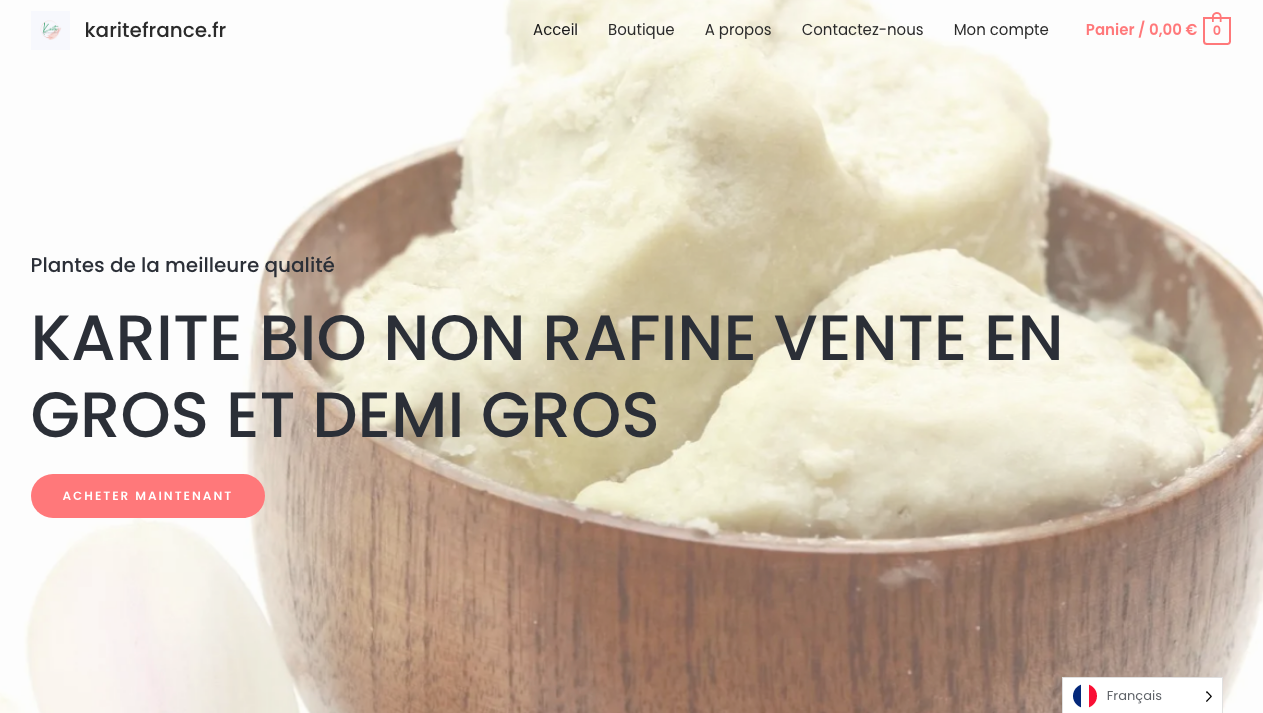 karitefrance.fr
Acceil
Boutique
A propos
Contactez-nous
Mon compte
Panier / 0,00 €
0
Plantes de la meilleure qualité
KARITE BIO NON RAFINE VENTE EN
GROS ET DEMI GROS
ACHETER MAINTENANT
Français